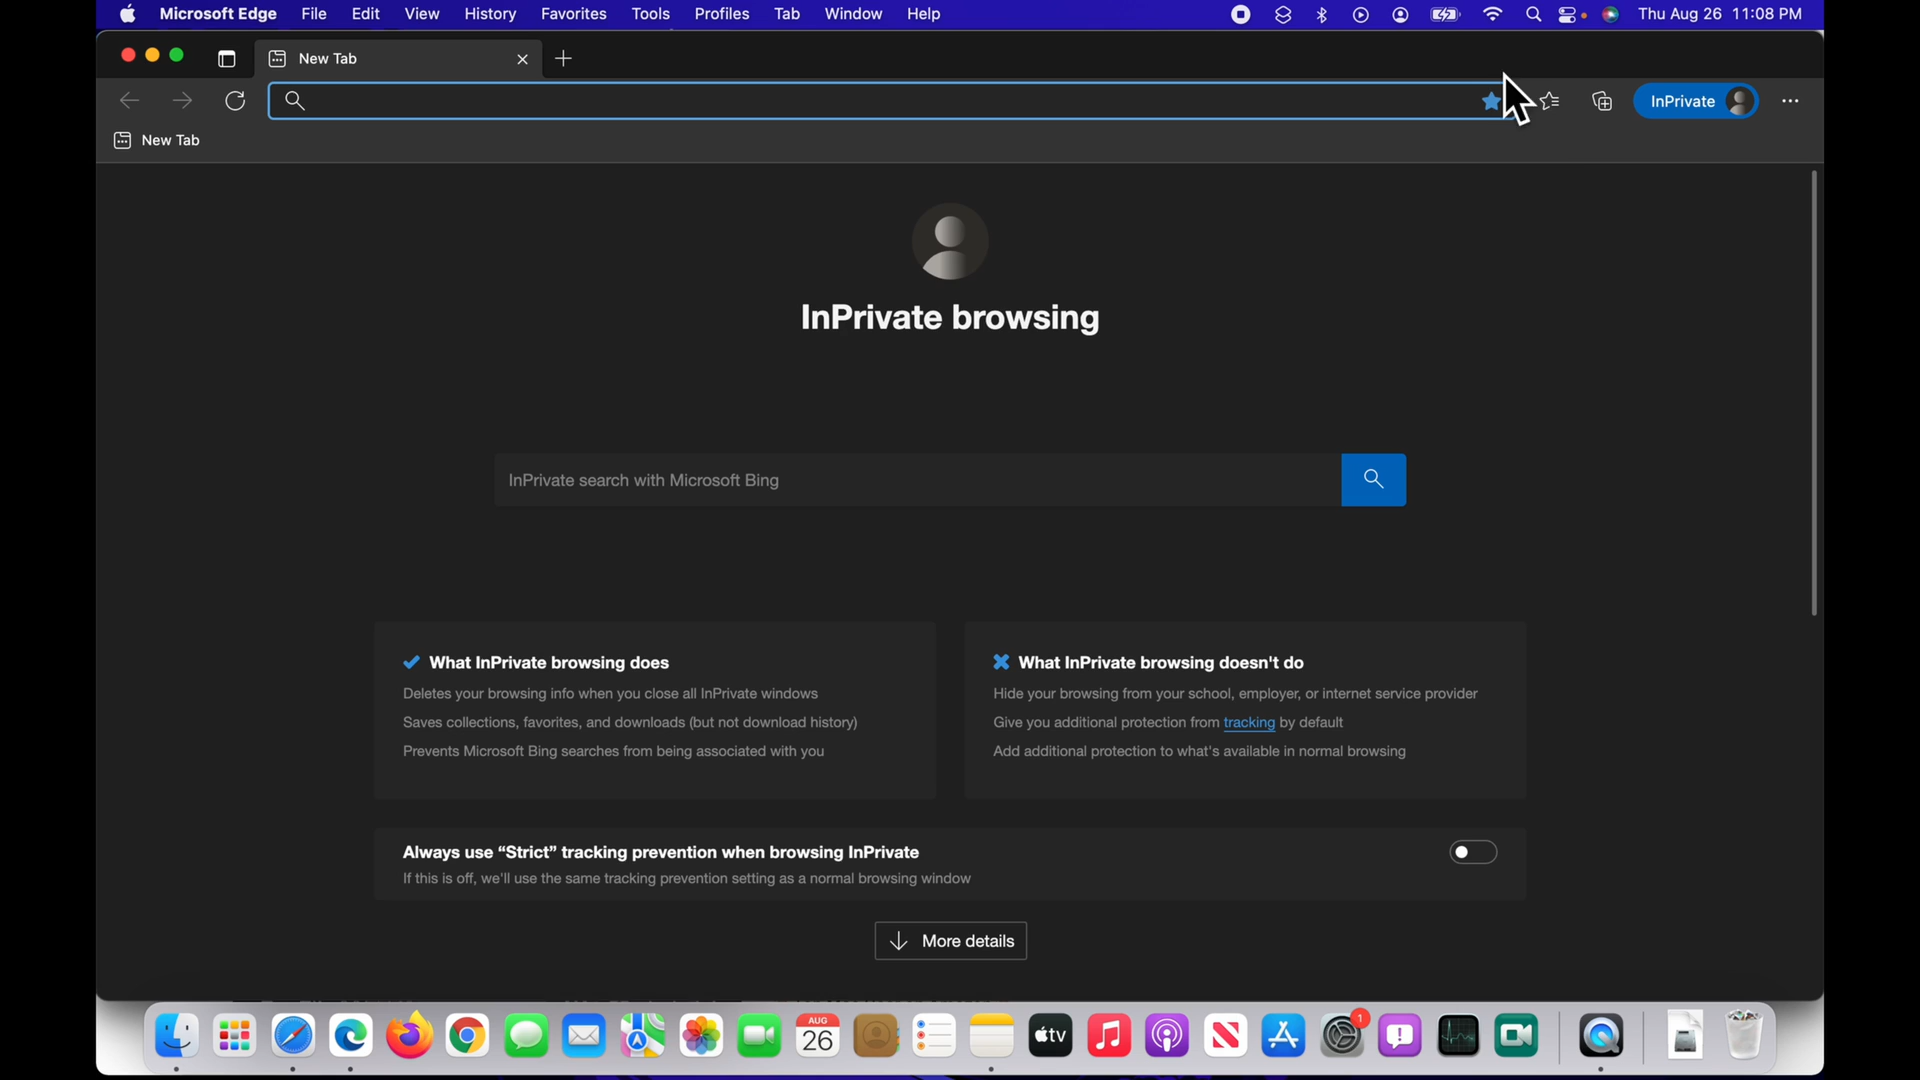 Microsoft Edge File Edit View History Favorites Tools Profiles Tab Window Help Thu Aug 26 11:08 PM
New Tab
InPrivate
New Tab
InPrivate browsing
InPrivate search with Microsoft Bing
What InPrivate browsing does
Deletes your browsing info when you close all InPrivate windows
Saves collections, favorites, and downloads (but not download history)
Prevents Microsoft Bing searches from being associated with you
What InPrivate browsing doesn't do
Hide your browsing from your school, employer, or internet service provider
Give you additional protection from tracking by default
Add additional protection to what's available in normal browsing
Always use “Strict” tracking prevention when browsing InPrivate
If this is off, we'll use the same tracking prevention setting as a normal browsing window
More details
AUG
26
tv
1